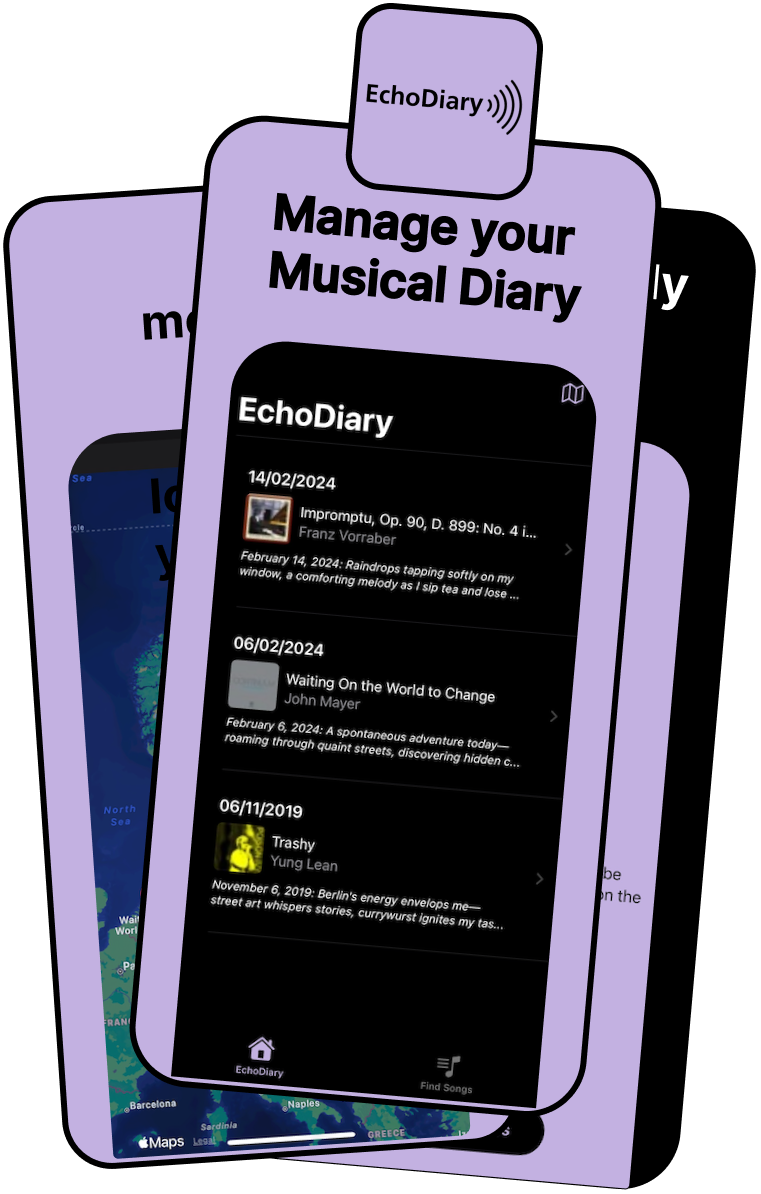 EchoDiary
Manage your
Musical Diary
EchoDiary
14/02/2024
Impromptu, Op. 90, D. 899: No. 4 i...
Franz Vorraber
February 14, 2024: Raindrops tapping softly on my
window, a comforting melody as I sip tea and lose ...
06/02/2024
Waiting On the World to Change
John Mayer
February 6, 2024: A spontaneous adventure today—
roaming through quaint streets, discovering hidden c...
06/11/2019
Trashy
Yung Lean
November 6, 2019: Berlin's energy envelops me—
street art whispers stories, currywurst ignites my tas...
EchoDiary
Find Songs
Sea
North
Sea
Barcelona
Naples
Sardinia
GREECE
Maps
Legal
ly
be
on the